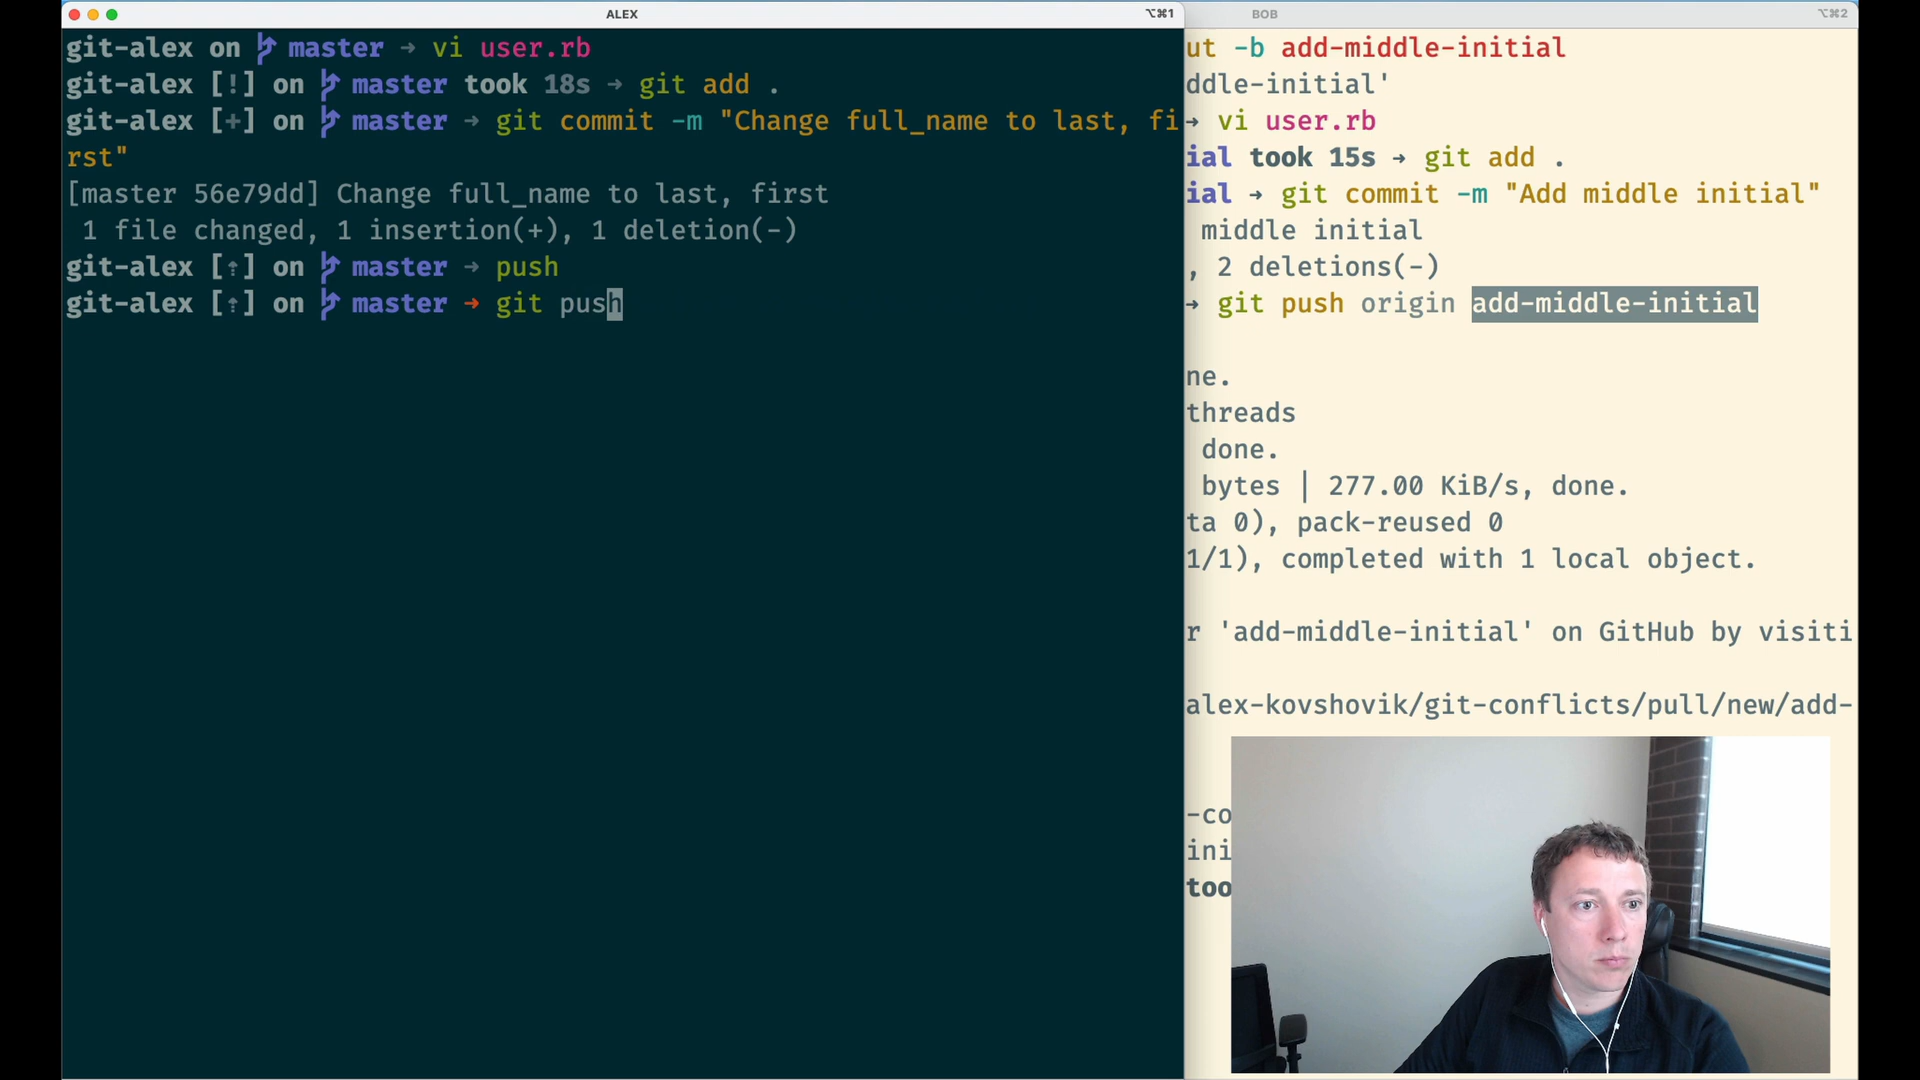 ALEX
⌥⌘1
git-alex on master → vi user.rb
git-alex [!] on master took 18s → git add .
git-alex [+] on master → git commit -m "Change full_name to last, fi
rst"
[master 56e79dd] Change full_name to last, first
1 file changed, 1 insertion(+), 1 deletion(-)
git-alex [⇡] on master → push
git-alex [⇡] on master → git push
BOB
⌥⌘2
ut -b add-middle-initial
ddle-initial'
→ vi user.rb
ial took 15s → git add .
ial → git commit -m "Add middle initial"
middle initial
, 2 deletions(-)
→ git push origin add-middle-initial
ne.
threads
done.
bytes | 277.00 KiB/s, done.
ta 0), pack-reused 0
1/1), completed with 1 local object.
r 'add-middle-initial' on GitHub by visiti
alex-kovshovik/git-conflicts/pull/new/add-
-co
ini
too